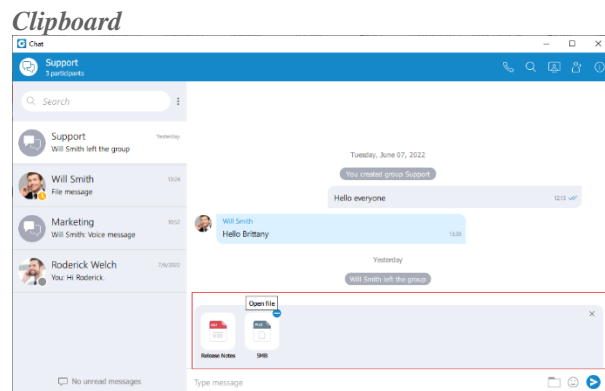 Clipboard
Chat
Support
3 participants
Search
Support
Yesterday
Will Smith left the group
Will Smith
13:24
File message
Marketing
10:52
Will Smith: Voice message
Roderick Welch
7/6/2022
You: Hi Roderick.
No unread messages
Tuesday, June 07, 2022
You created group Support
Hello everyone
12:13
Will Smith
Hello Brittany
13:20
Yesterday
Will Smith left the group
Open file
Release Notes
5MB
Type message